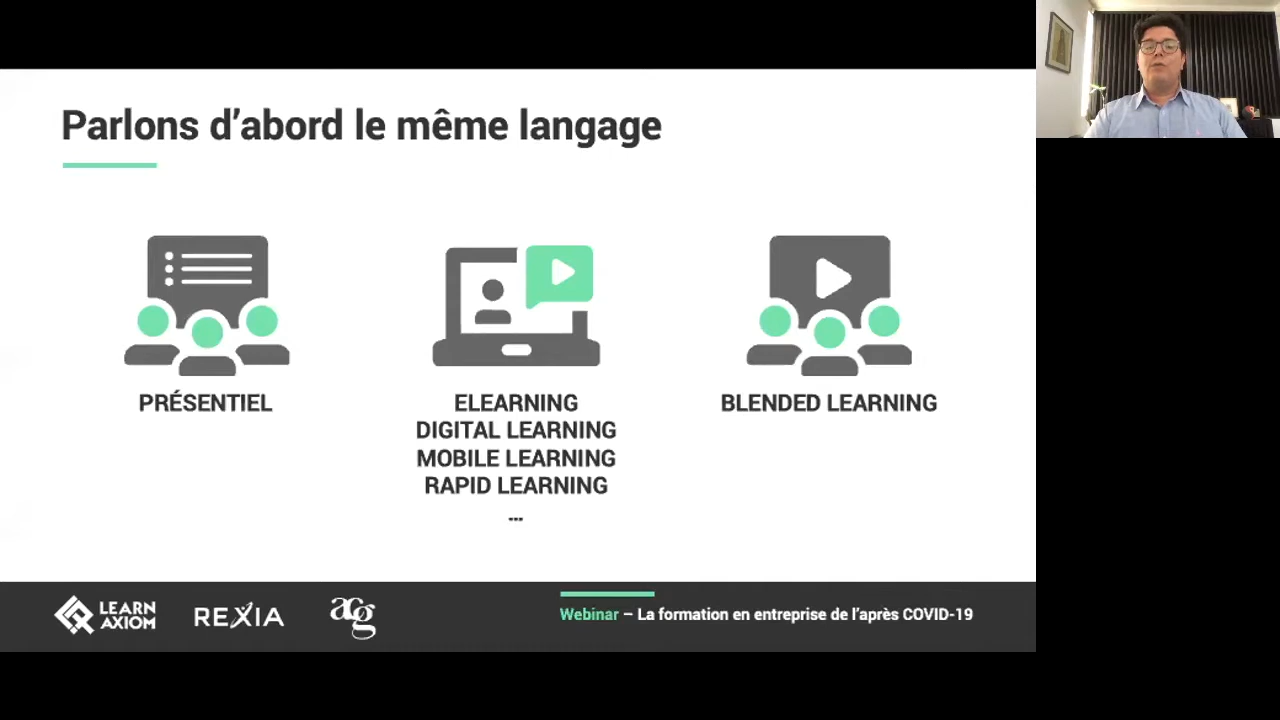 Parlons d’abord le même langage
PRÉSENTIEL
ELEARNING
DIGITAL LEARNING
MOBILE LEARNING
RAPID LEARNING
...
BLENDED LEARNING
LEARN
AXIOM
REXIA
acg
Webinar – La formation en entreprise de l’après COVID-19